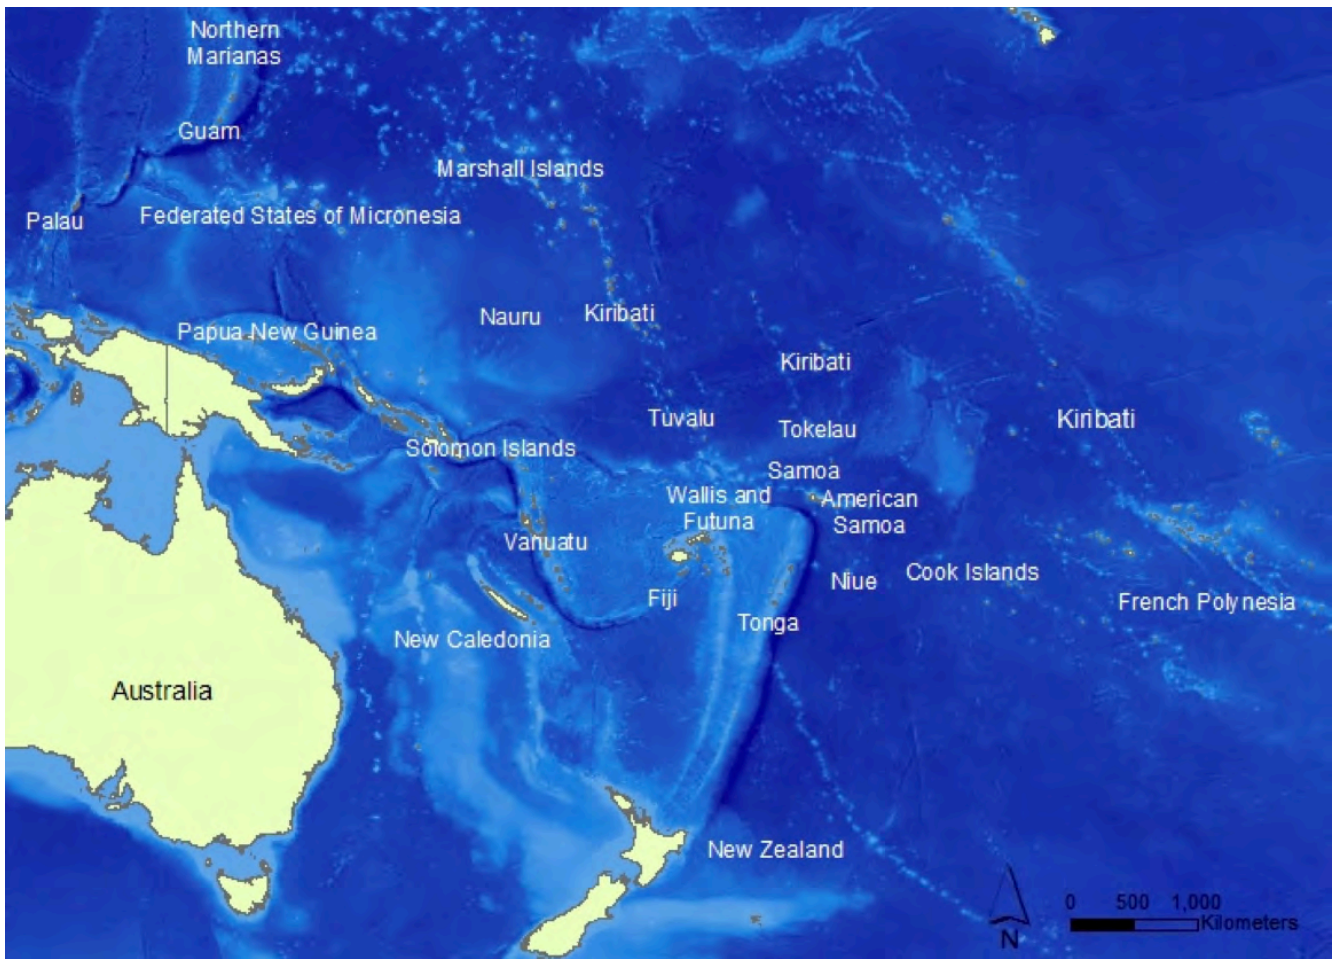 Northern
Marianas
Guam
Marshall Islands
Palau
Federated States of Micronesia
Papua New Guinea
Nauru
Kiribati
Kiribati
Tuvalu
Tokelau
Kiribati
Solomon Islands
Samoa
Wallis and
Futuna
American
Samoa
Vanuatu
Fiji
Niue
Cook Islands
French Polynesia
New Caledonia
Tonga
Australia
New Zealand
N
0 500 1,000
Kilometers